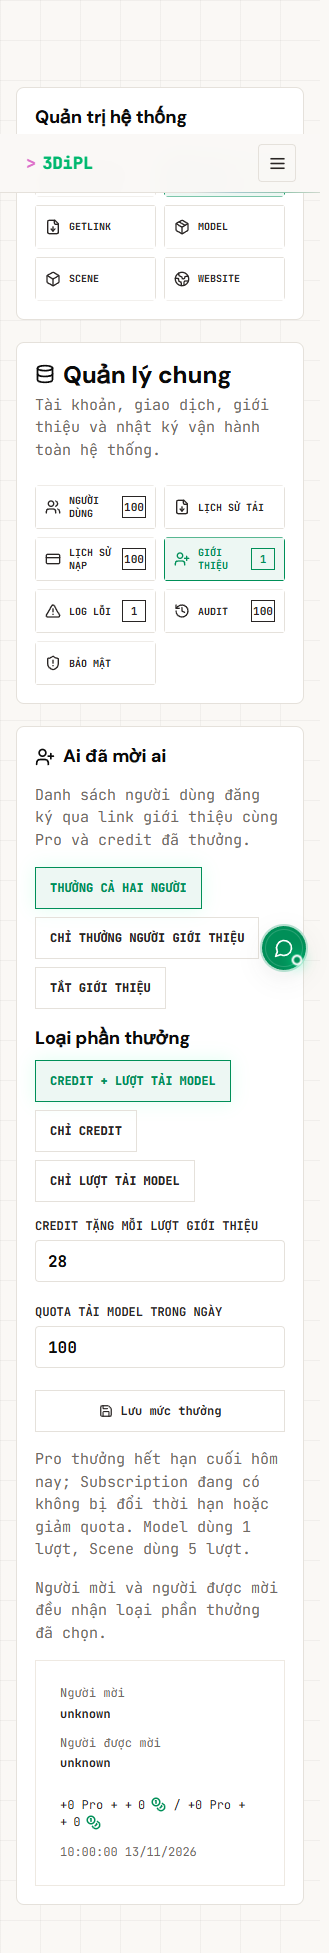 Quản trị hệ thống
> 3DiPL
GETLINK
MODEL
SCENE
WEBSITE
Quản lý chung
Tài khoản, giao dịch, giới
thiệu và nhật ký vận hành
toàn hệ thống.
NGƯỜI
DÙNG
100
LỊCH SỬ TẢI
LỊCH SỬ
NẠP
100
GIỚI
THIỆU
1
LOG LỖI
1
AUDIT
100
BẢO MẬT
Ai đã mời ai
Danh sách người dùng đăng
ký qua link giới thiệu cùng
Pro và credit đã thưởng.
THƯỞNG CẢ HAI NGƯỜI
CHỈ THƯỞNG NGƯỜI GIỚI THIỆU
TẮT GIỚI THIỆU
Loại phần thưởng
CREDIT + LƯỢT TẢI MODEL
CHỈ CREDIT
CHỈ LƯỢT TẢI MODEL
CREDIT TẶNG MỖI LƯỢT GIỚI THIỆU
28
QUOTA TẢI MODEL TRONG NGÀY
100
Lưu mức thưởng
Pro thưởng hết hạn cuối hôm
nay; Subscription đang có
không bị đổi thời hạn hoặc
giảm quota. Model dùng 1
lượt, Scene dùng 5 lượt.
Người mời và người được mời
đều nhận loại phần thưởng
đã chọn.
Người mời
unknown
Người được mời
unknown
+0 Pro + + 0 / +0 Pro +
+ 0
10:00:00 13/11/2026